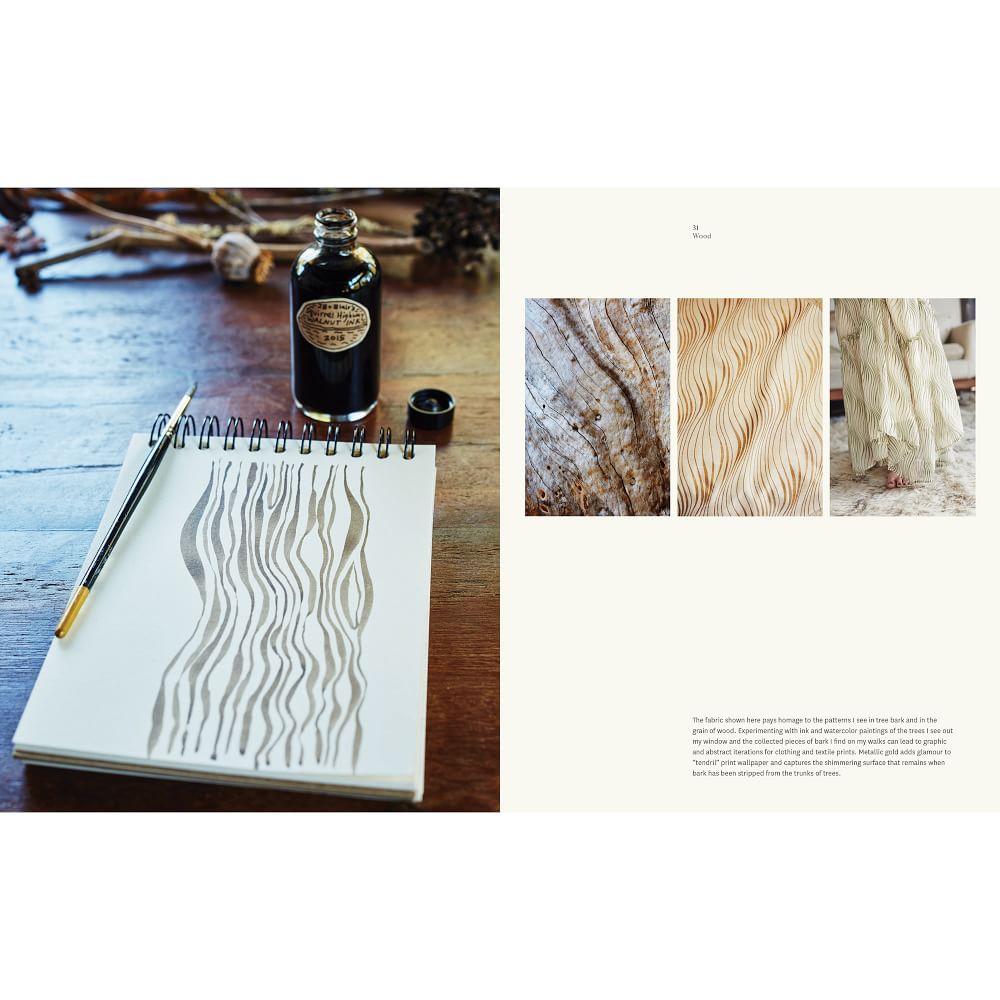 Squirrel Highway
WALNUT INK
2015
31
Wood
The fabric shown here pays homage to the patterns I see in tree bark and in the
grain of wood. Experimenting with ink and watercolor paintings of the trees I see out
my window and the collected pieces of bark I find on my walks can lead to graphic
and abstract iterations for clothing and textile prints. Metallic gold adds glamour to
"tendril" print wallpaper and captures the shimmering surface that remains when
bark has been stripped from the trunks of trees.